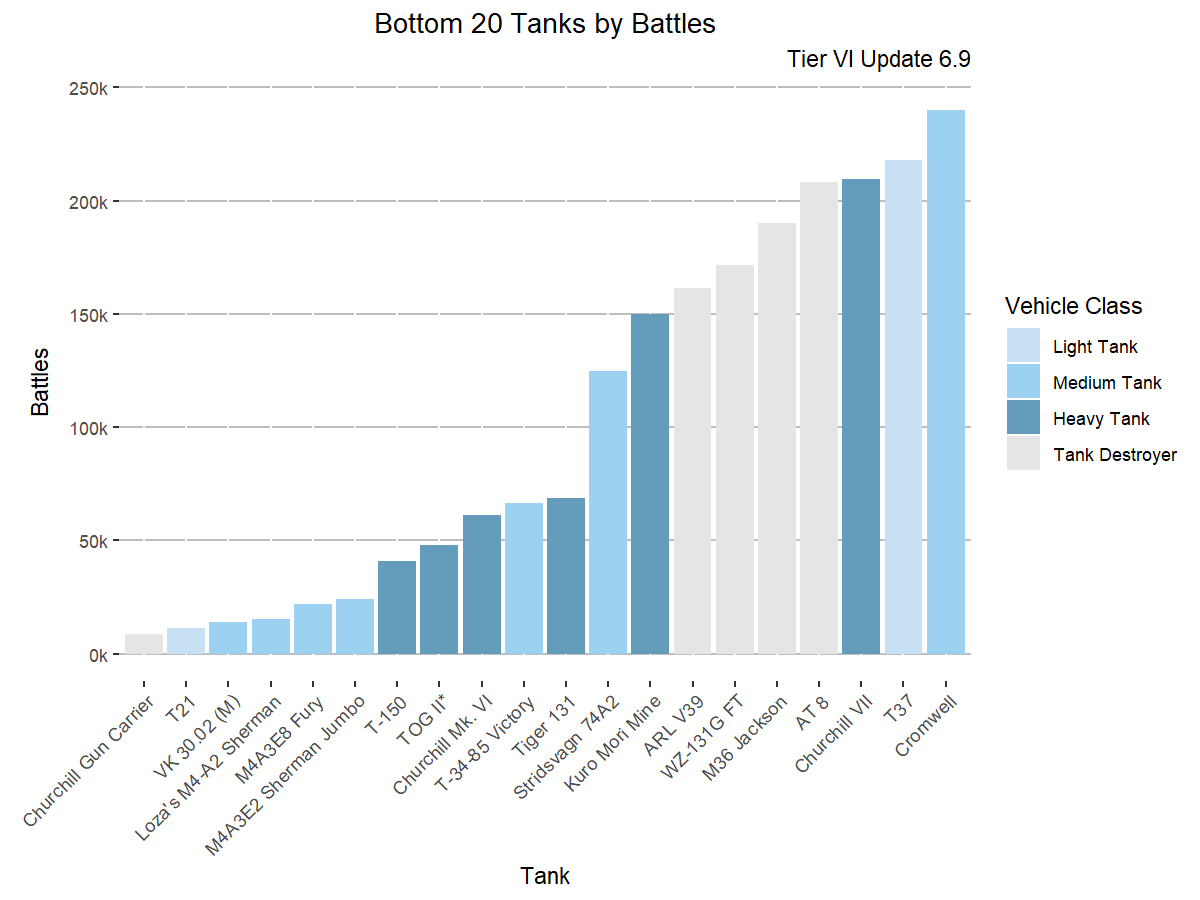 Bottom 20 Tanks by Battles
Tier VI Update 6.9
Battles
250k
200k
150k
100k
50k
0k
Churchill Gun Carrier
T21
VK 30.02 (M)
Loza's M4-A2 Sherman
M4A3E8 Fury
M4A3E2 Sherman Jumbo
T-150
TOG II*
Churchill Mk. VI
T-34-85 Victory
Tiger 131
Stridsvagn 74A2
Kuro Mori Mine
ARL V39
WZ-131G FT
M36 Jackson
AT 8
Churchill VII
T37
Cromwell
Tank
Vehicle Class
Light Tank
Medium Tank
Heavy Tank
Tank Destroyer